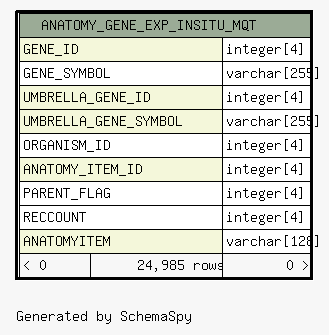 ANATOMY_GENE_EXP_INSITU_MQT
GENE_ID integer[4]
GENE_SYMBOL varchar[255]
UMBRELLA_GENE_ID integer[4]
UMBRELLA_GENE_SYMBOL varchar[255]
ORGANISM_ID integer[4]
ANATOMY_ITEM_ID integer[4]
PARENT_FLAG integer[4]
RECCOUNT integer[4]
ANATOMYITEM varchar[128]
< 0 24,985 rows 0 >
Generated by SchemaSpy